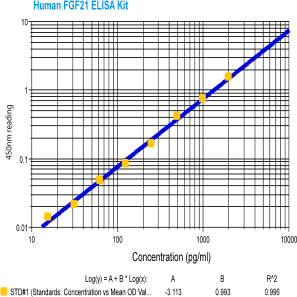 Human FGF21 ELISA Kit
10
1
0.1
0.01
450nm reading
10 100 1000 10000
Concentration (pg/ml)
Log(y) = A + B * Log(x): A B R^2
STD#1 (Standards: Concentration vs Mean OD Val... -3.113 0.993 0.996